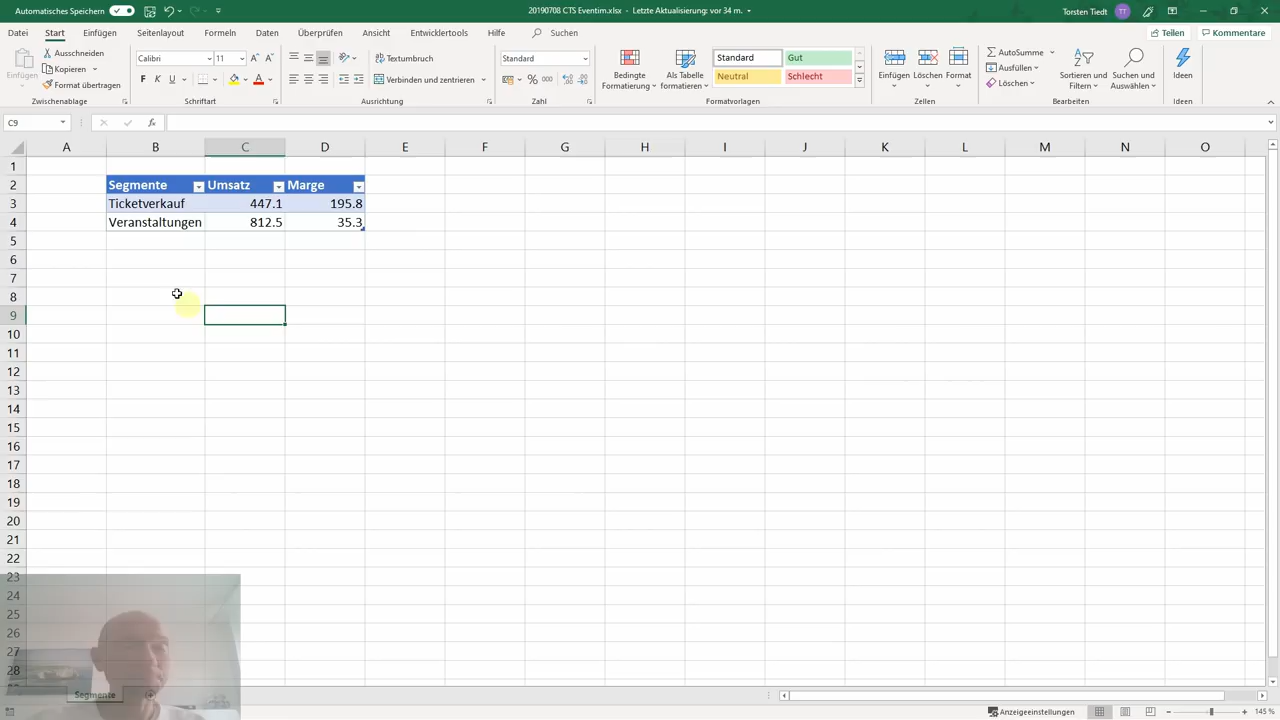 Automatisches Speichern
20190708 CTS Eventim.xlsx - Letzte Aktualisierung: vor 34 m.
Torsten Tiedt TT
Datei Start Einfügen Seitenlayout Formeln Daten Überprüfen Ansicht Entwicklertools Hilfe Suchen Teilen Kommentare
Einfügen
Ausschneiden
Kopieren
Format übertragen
Zwischenablage
Calibri 11
F K U
Schriftart
Textumbruch
Verbinden und zentrieren
Ausrichtung
Standard
% 000
Zahl
Bedingte
Formatierung
Als Tabelle
formatieren
Standard Gut
Neutral Schlecht
Formatvorlagen
Einfügen Löschen Format
Zellen
AutoSumme
Ausfüllen
Löschen
Sortieren und
Filtern
Suchen und
Auswählen
Bearbeiten
Ideen
Ideen
C9 fx
A B C D E F G H I J K L M N O
1
2 Segmente Umsatz Marge
3 Ticketverkauf 447.1 195.8
4 Veranstaltungen 812.5 35.3
5
6
7
8
9
10
11
12
13
14
15
16
17
18
19
20
21
22
23
24
25
26
27
28
Segmente
Anzeigeeinstellungen 145 %